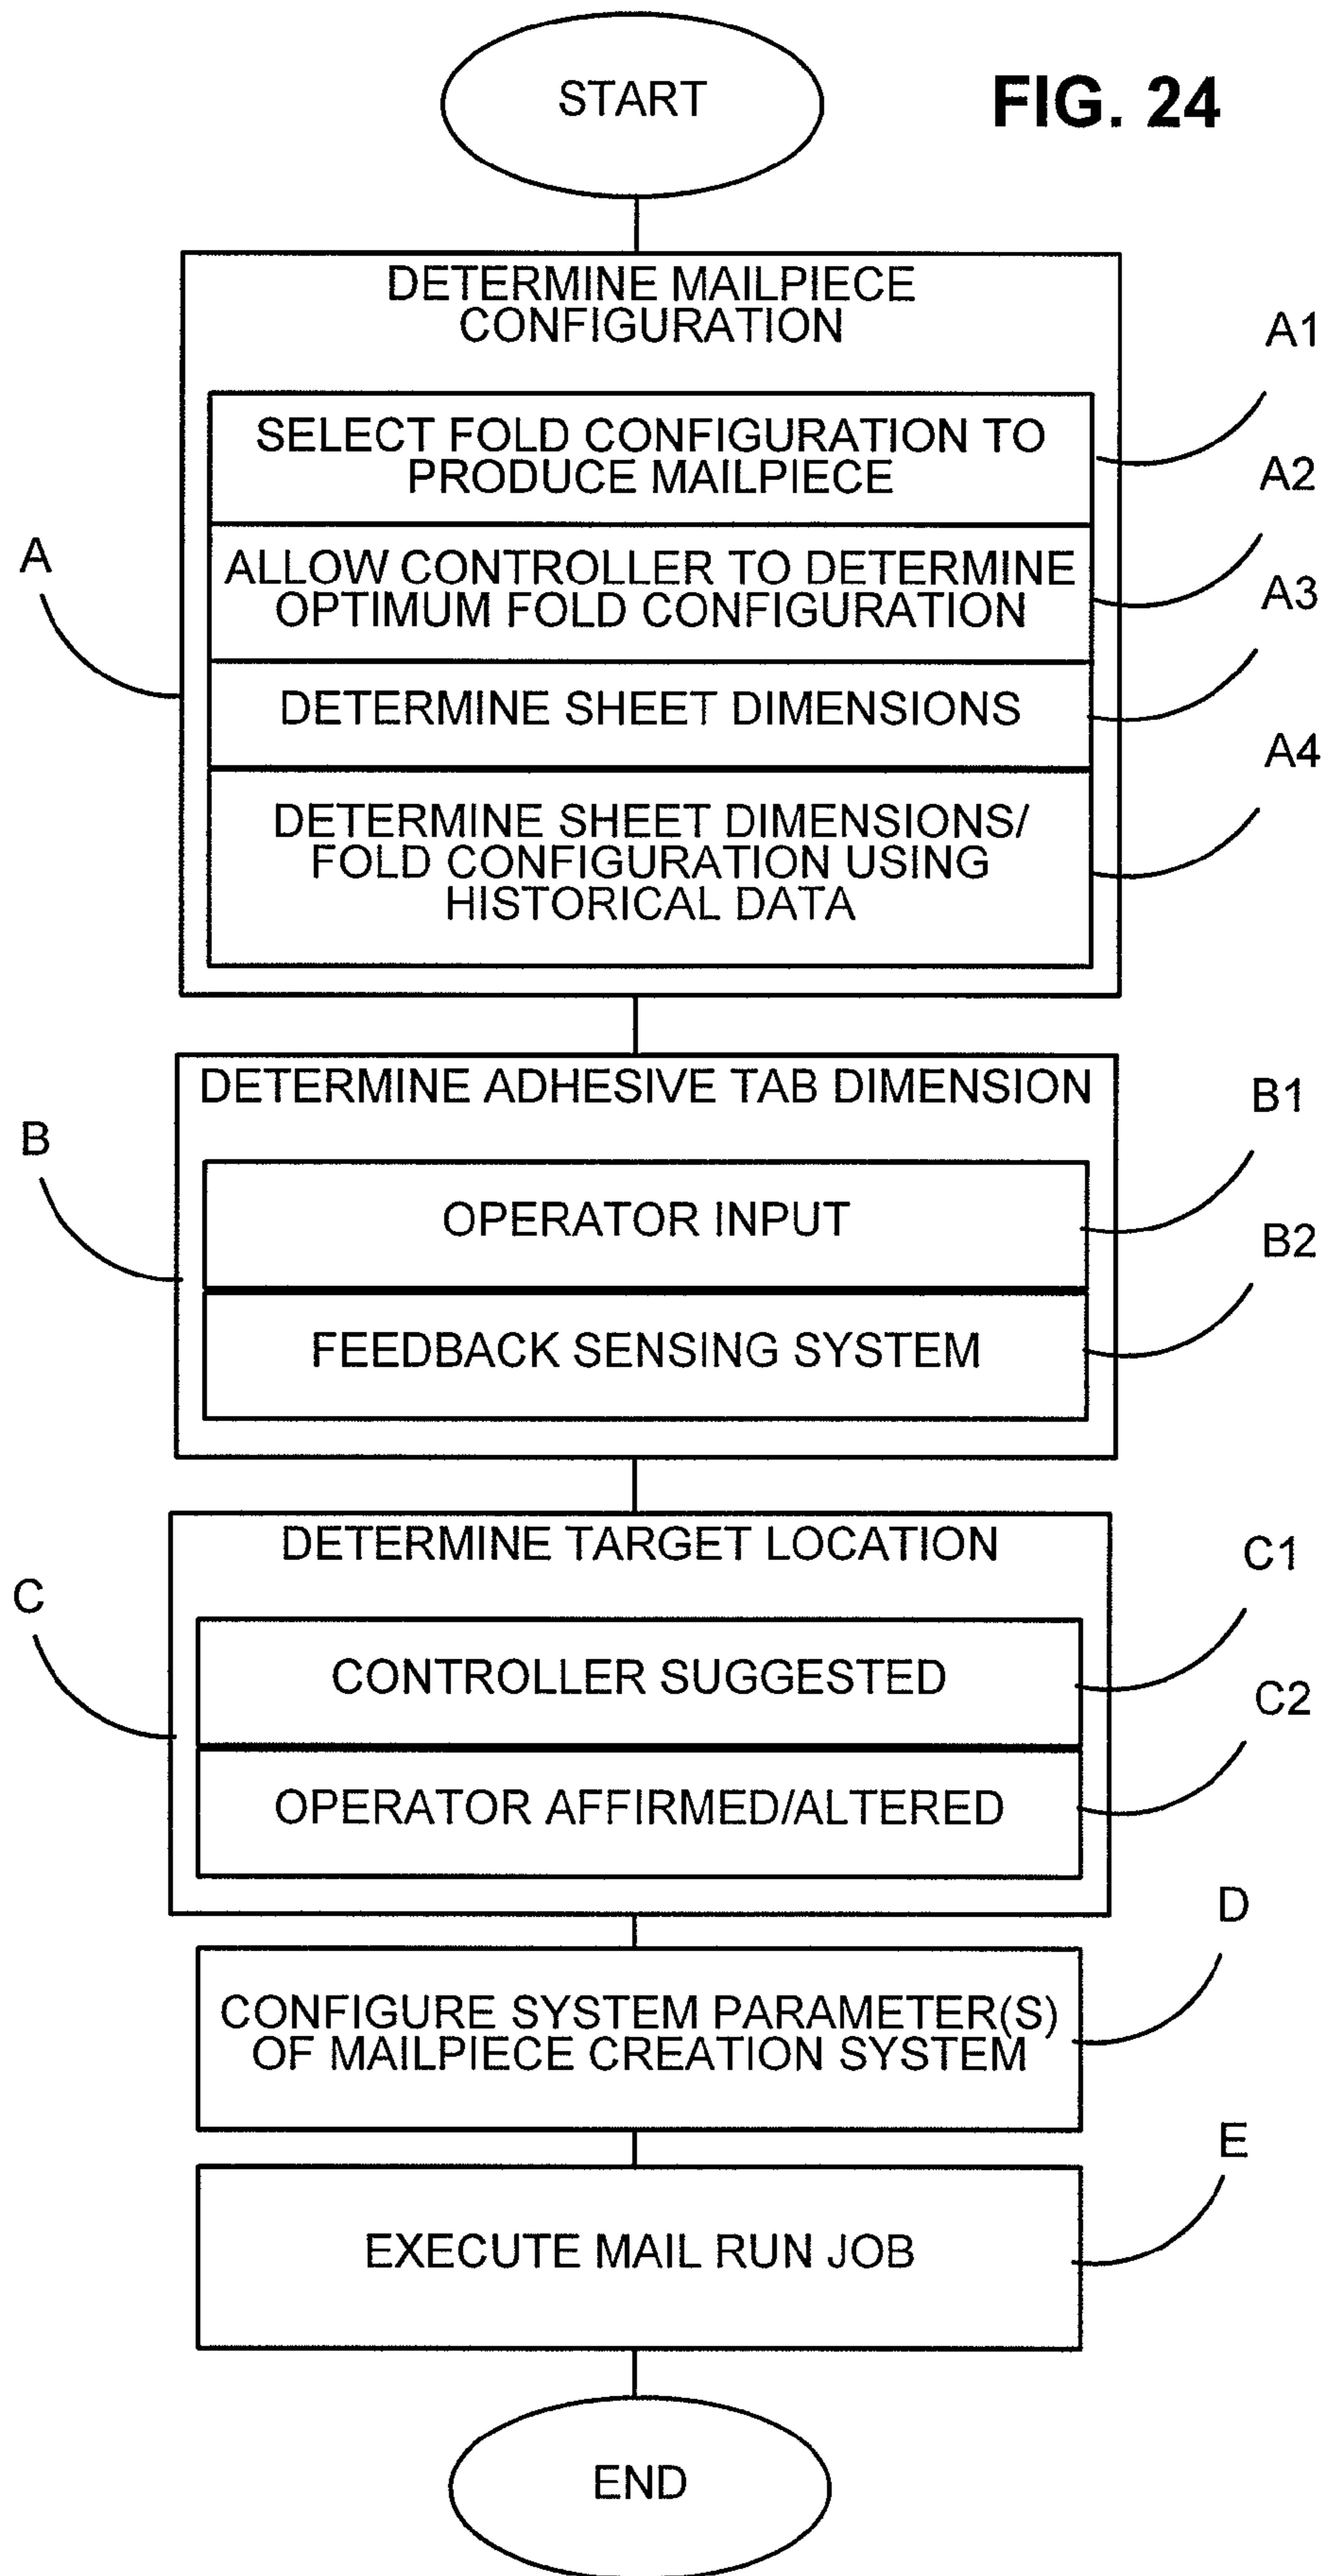 START
FIG. 24
DETERMINE MAILPIECE
CONFIGURATION
A1
SELECT FOLD CONFIGURATION TO
PRODUCE MAILPIECE
A2
A
ALLOW CONTROLLER TO DETERMINE
OPTIMUM FOLD CONFIGURATION
A3
DETERMINE SHEET DIMENSIONS
A4
DETERMINE SHEET DIMENSIONS/
FOLD CONFIGURATION USING
HISTORICAL DATA
DETERMINE ADHESIVE TAB DIMENSION
B1
B
OPERATOR INPUT
B2
FEEDBACK SENSING SYSTEM
DETERMINE TARGET LOCATION
C1
C
CONTROLLER SUGGESTED
C2
OPERATOR AFFIRMED/ALTERED
D
CONFIGURE SYSTEM PARAMETER(S)
OF MAILPIECE CREATION SYSTEM
E
EXECUTE MAIL RUN JOB
END